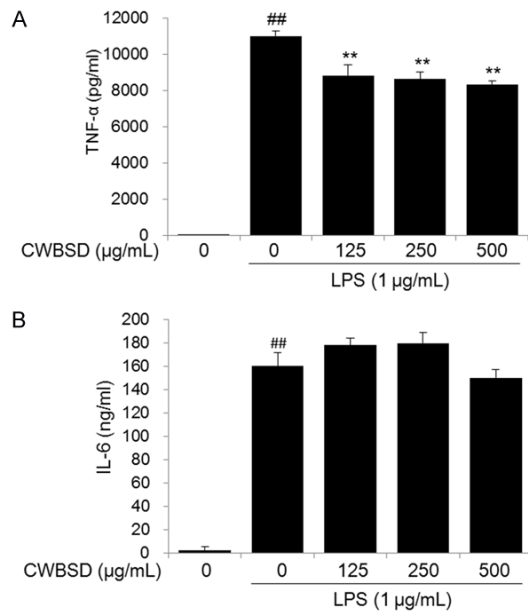 A
##
12000
10000
8000
6000
4000
2000
0
TNF-α (pg/ml)
**
**
**
CWBSD (µg/mL) 0 0 125 250 500
LPS (1 µg/mL)
B
200
180
160
140
120
100
80
60
40
20
0
IL-6 (ng/ml)
##
CWBSD (µg/mL) 0 0 125 250 500
LPS (1 µg/mL)